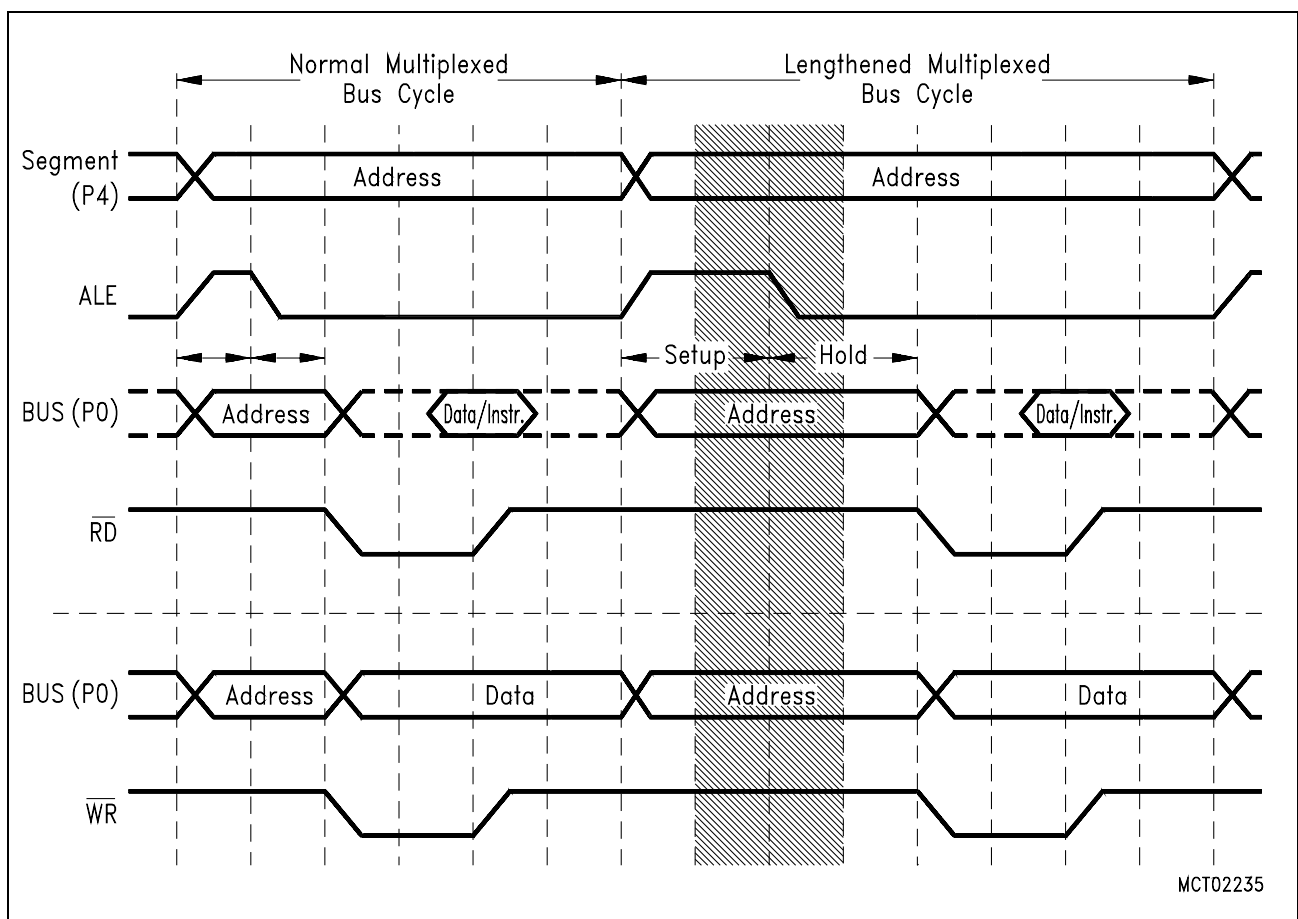 Normal Multiplexed
Bus Cycle
Lengthened Multiplexed
Bus Cycle
Segment
(P4)
Address
Address
ALE
Setup
Hold
BUS (P0)
Address
Data/Instr.
Address
Data/Instr.
RD
BUS (P0)
Address
Data
Address
Data
WR
MCT02235